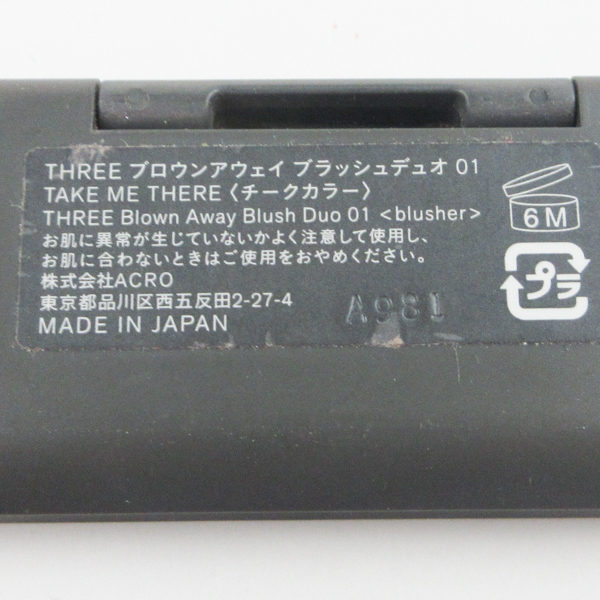 THREE ブロウンアウェイ ブラッシュデュオ 01
TAKE ME THERE〈チークカラー〉
THREE Blown Away Blush Duo 01 <blusher>
お肌に異常が生じていないかよく注意して使用し、
お肌に合わないときはご使用をおやめください。
株式会社ACRO
東京都品川区西五反田2-27-4
MADE IN JAPAN
6M
プラ